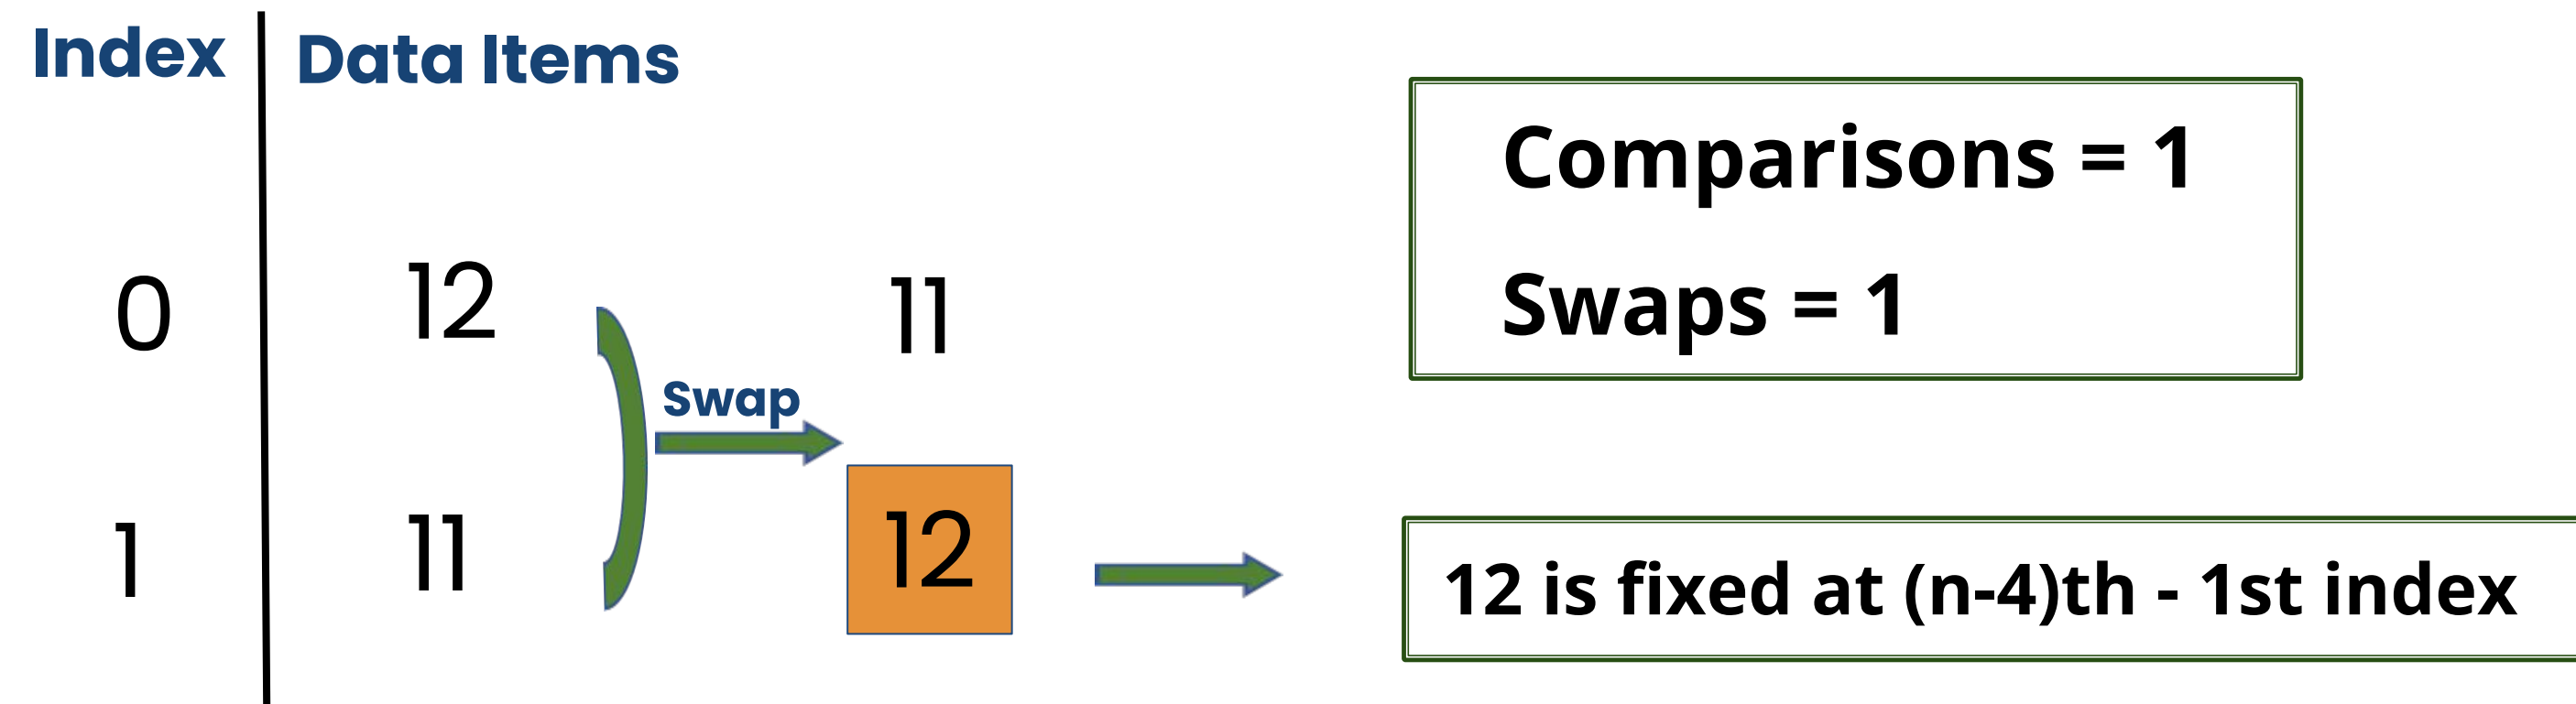 Index Data Items
0 12 11
Swap
1 11 12
Comparisons = 1
Swaps = 1
12 is fixed at (n-4)th - 1st index